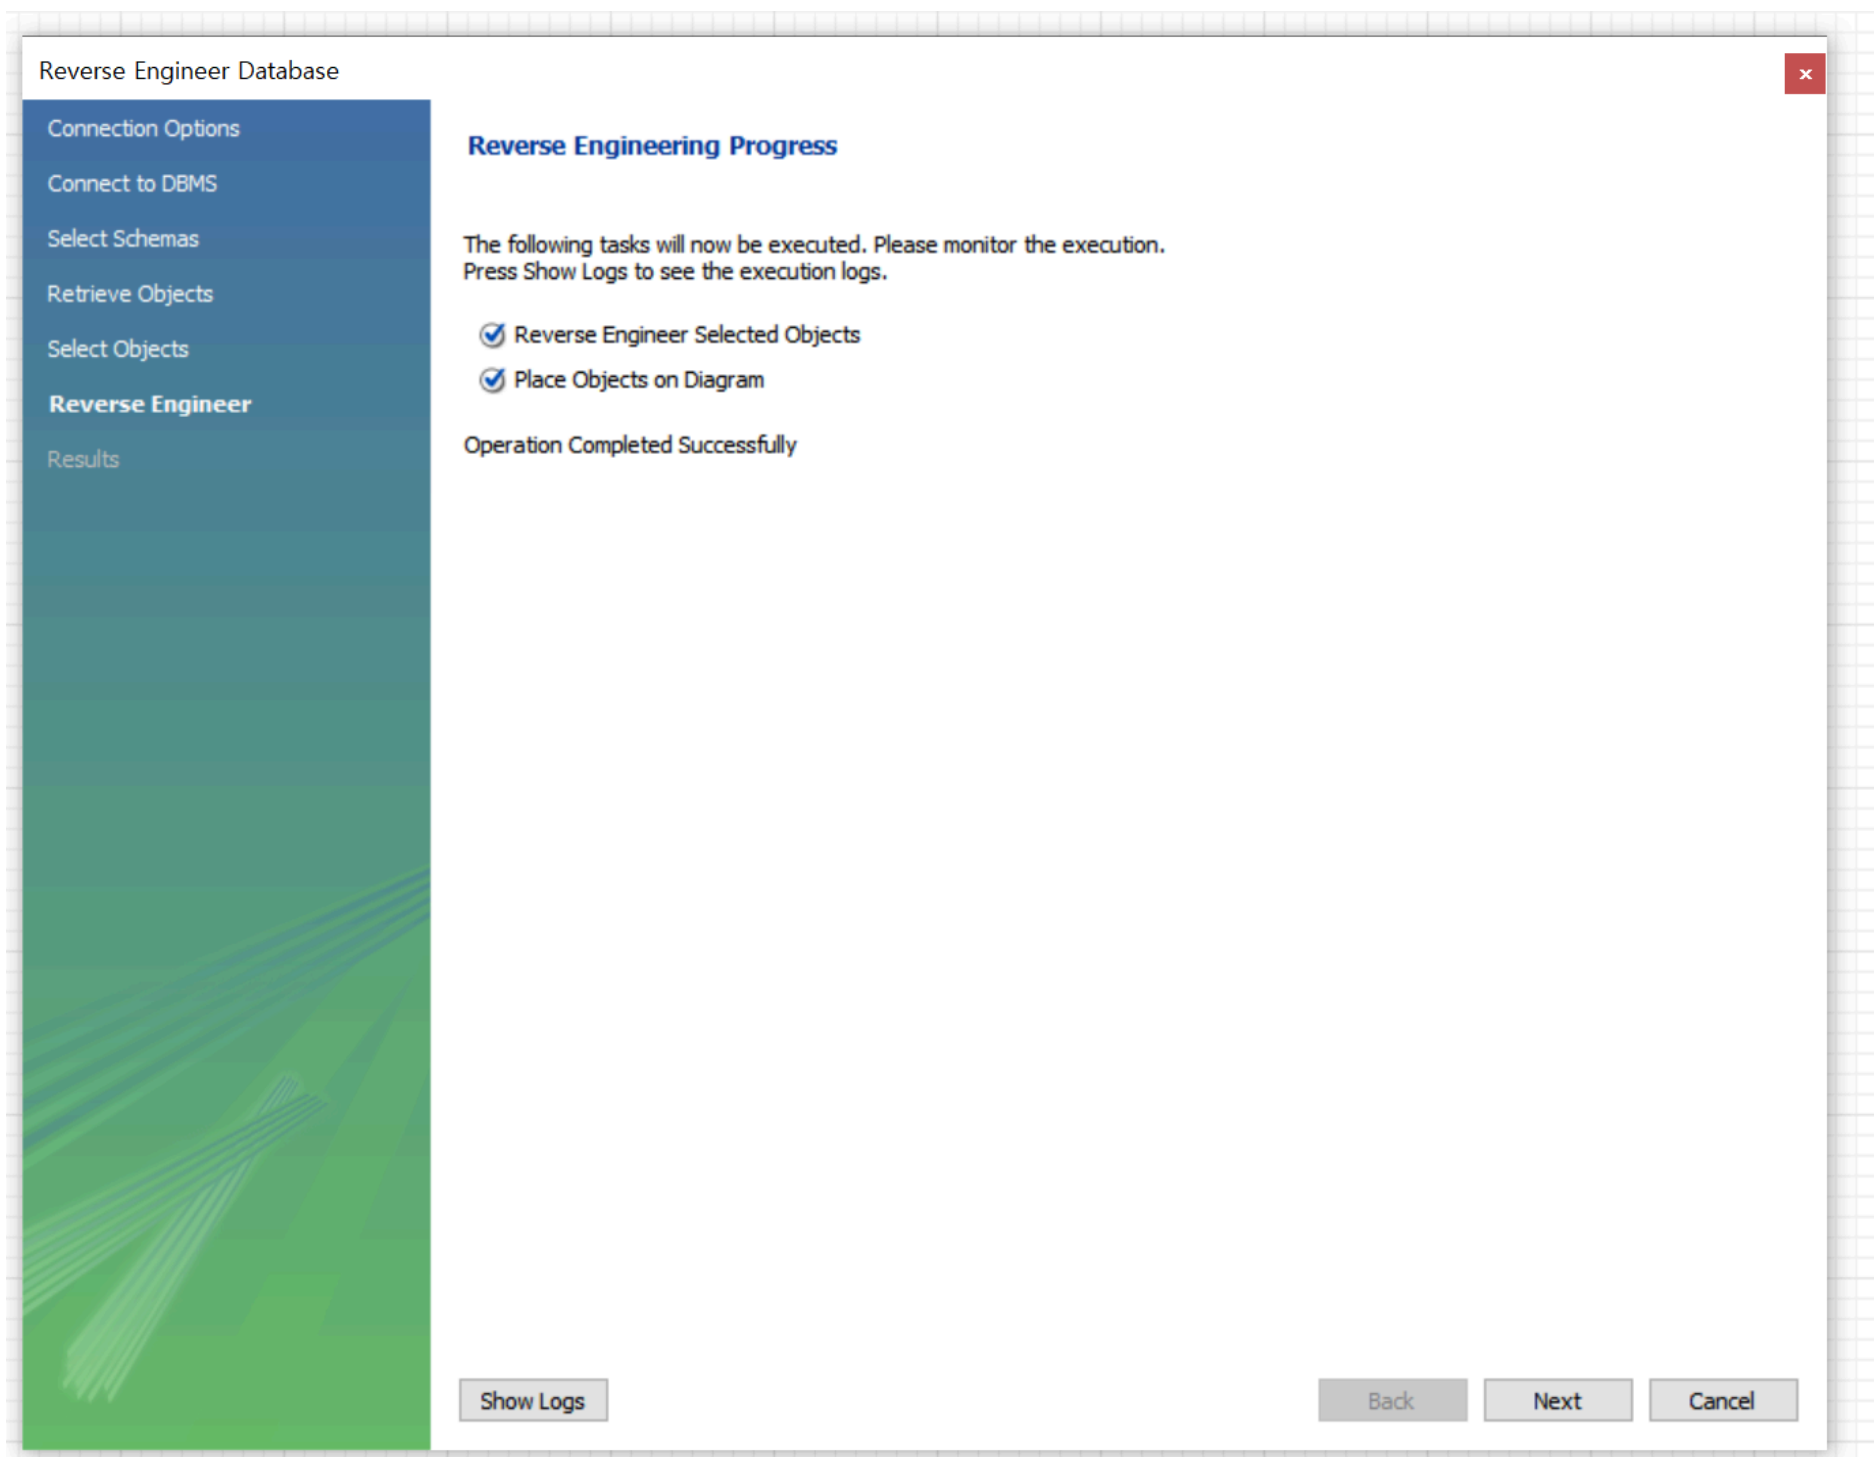 Reverse Engineer Database
x
Connection Options
Connect to DBMS
Select Schemas
Retrieve Objects
Select Objects
Reverse Engineer
Results
Reverse Engineering Progress
The following tasks will now be executed. Please monitor the execution.
Press Show Logs to see the execution logs.
Reverse Engineer Selected Objects
Place Objects on Diagram
Operation Completed Successfully
Show Logs
Back
Next
Cancel